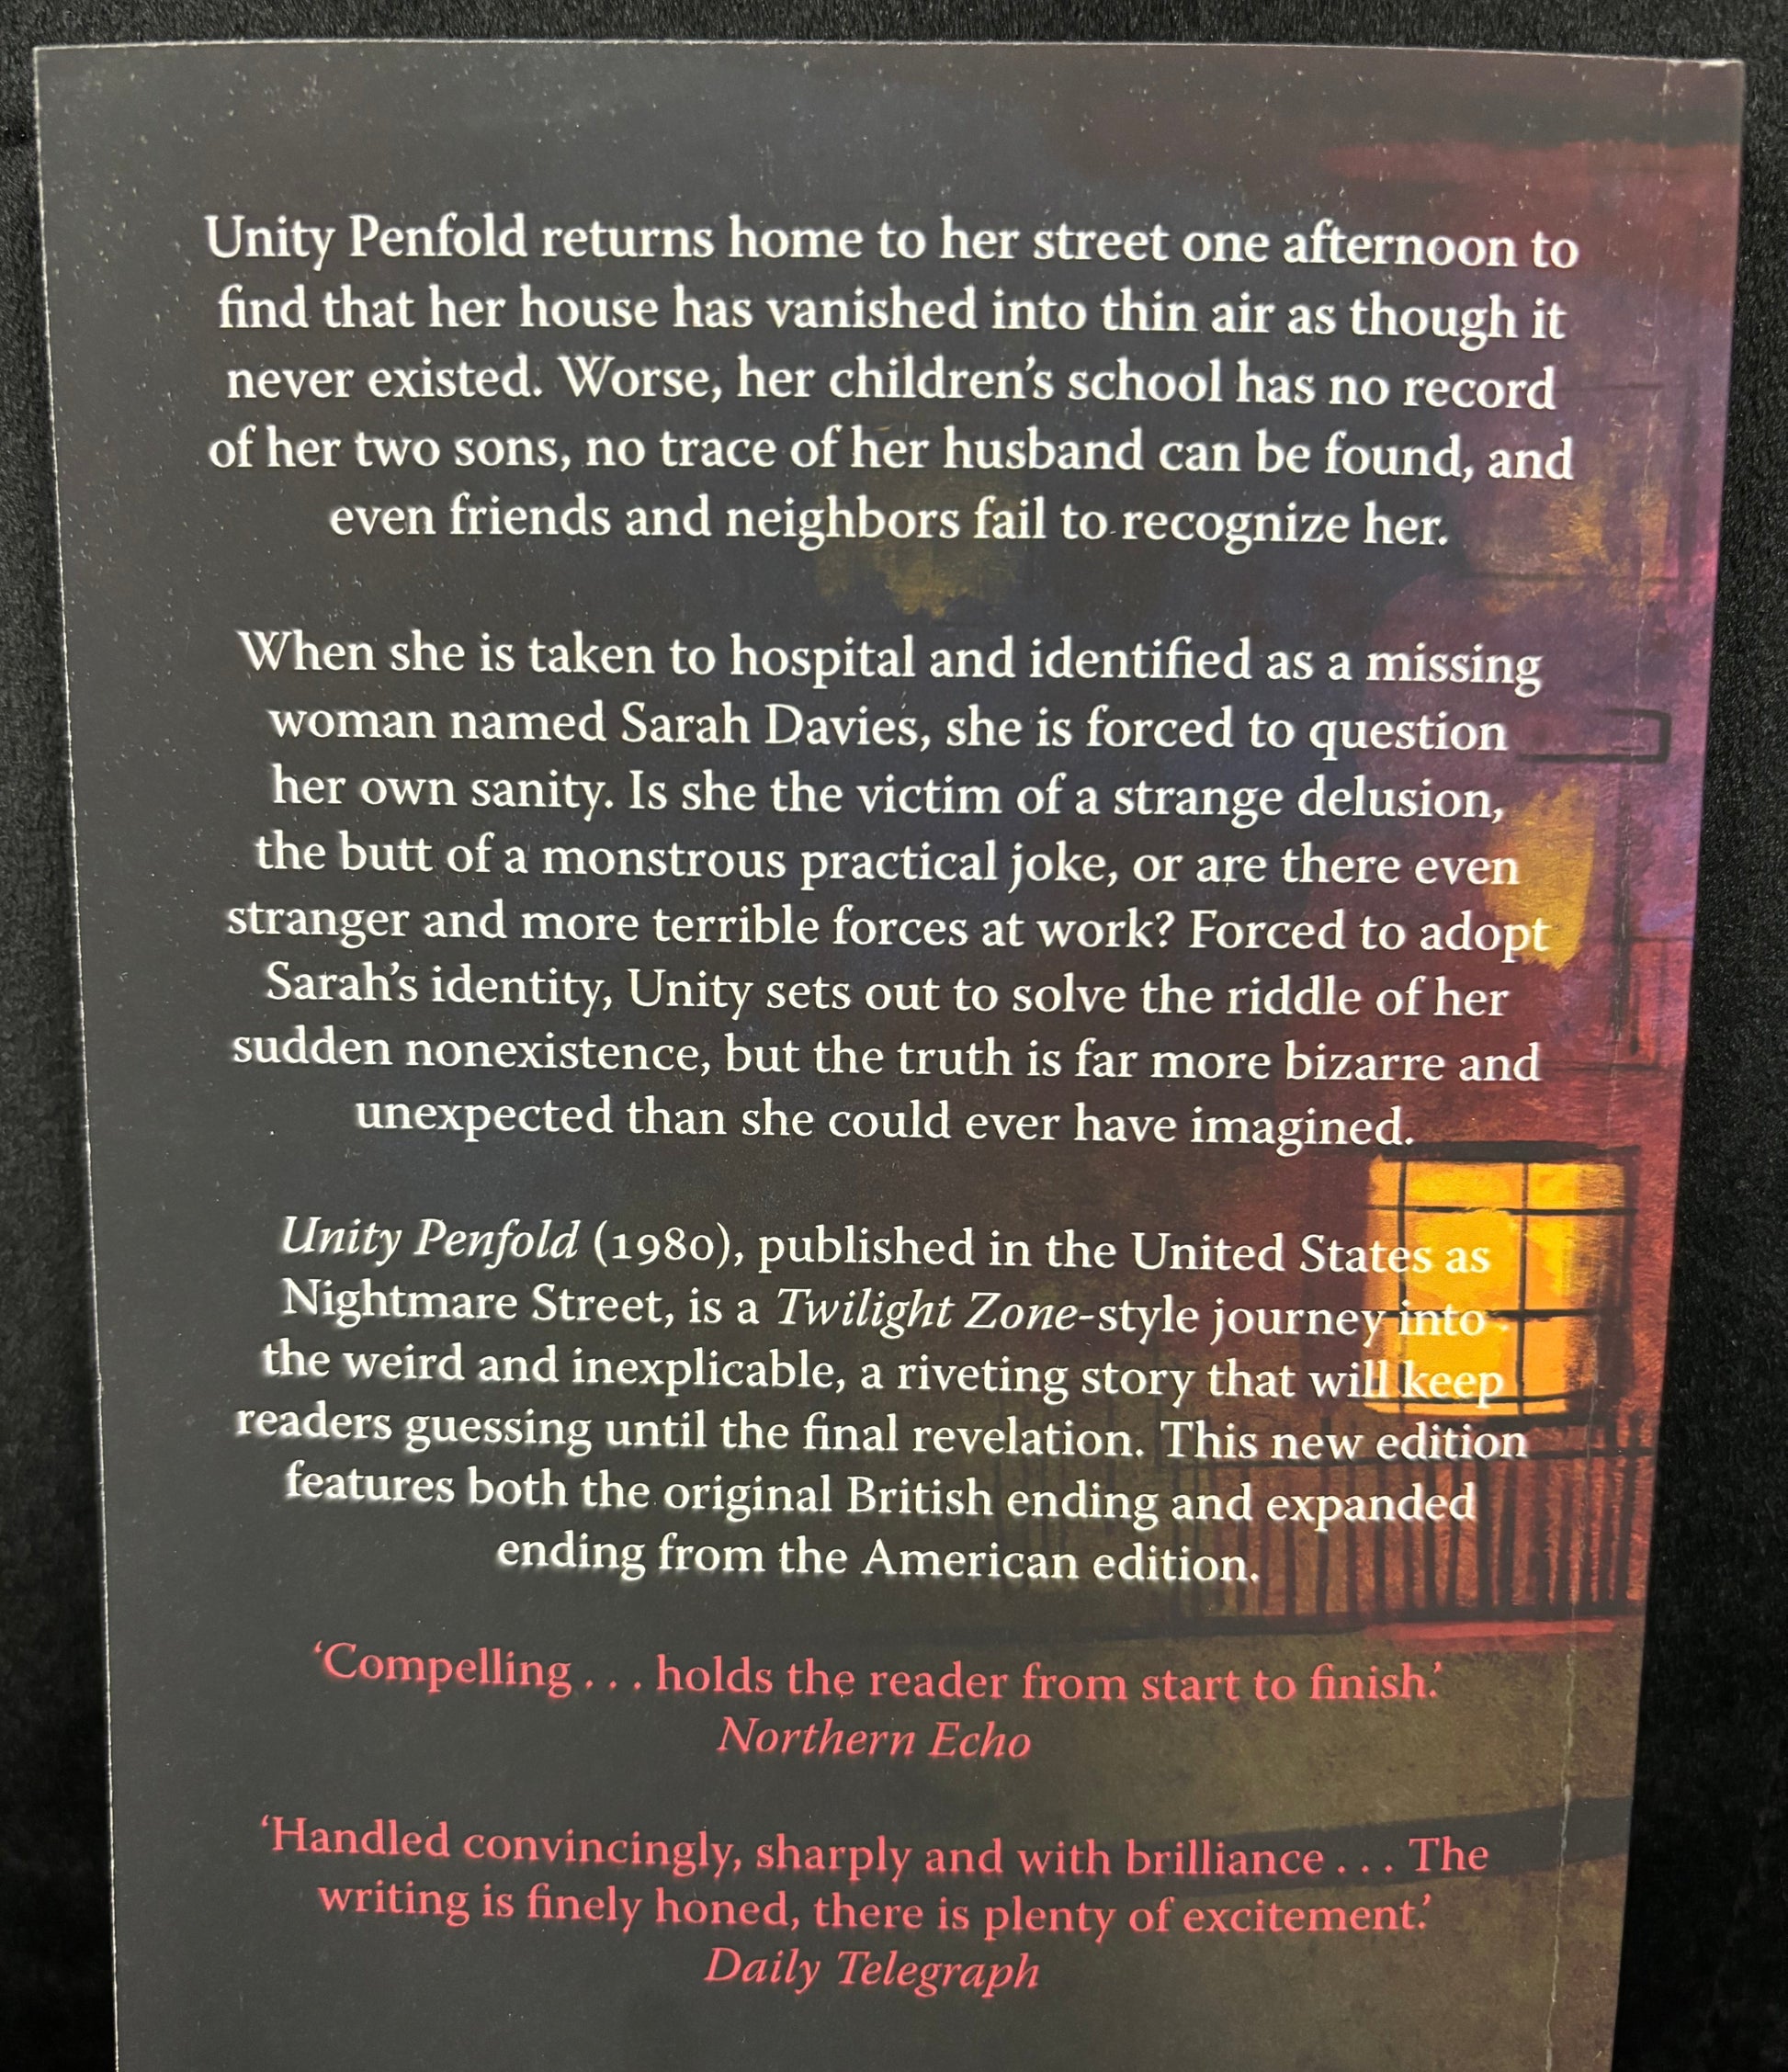 Unity Penfold returns home to her street one afternoon to
find that her house has vanished into thin air as though it
never existed. Worse, her children’s school has no record
of her two sons, no trace of her husband can be found, and
even friends and neighbors fail to recognize her.
When she is taken to hospital and identified as a missing
woman named Sarah Davies, she is forced to question
her own sanity. Is she the victim of a strange delusion,
the butt of a monstrous practical joke, or are there even
stranger and more terrible forces at work? Forced to adopt
Sarah’s identity, Unity sets out to solve the riddle of her
sudden nonexistence, but the truth is far more bizarre and
unexpected than she could ever have imagined.
Unity Penfold (1980), published in the United States as
Nightmare Street, is a Twilight Zone-style journey into
the weird and inexplicable, a riveting story that will keep
readers guessing until the final revelation. This new edition
features both the original British ending and expanded
ending from the American edition.
‘Compelling . . . holds the reader from start to finish.’
Northern Echo
‘Handled convincingly, sharply and with brilliance . . . The
writing is finely honed, there is plenty of excitement.’
Daily Telegraph